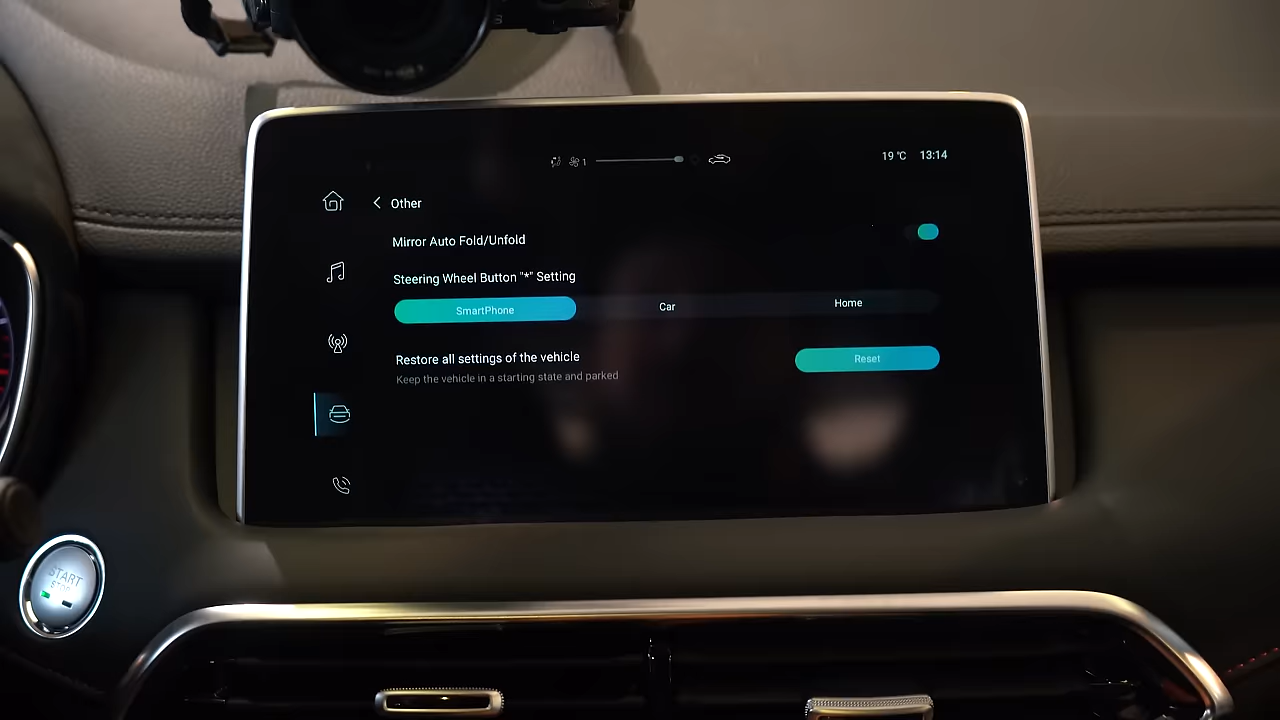 1
19 °C 13:14
Other
Mirror Auto Fold/Unfold
Steering Wheel Button "*" Setting
SmartPhone Car Home
Restore all settings of the vehicle
Reset
Keep the vehicle in a starting state and parked
START
STOP